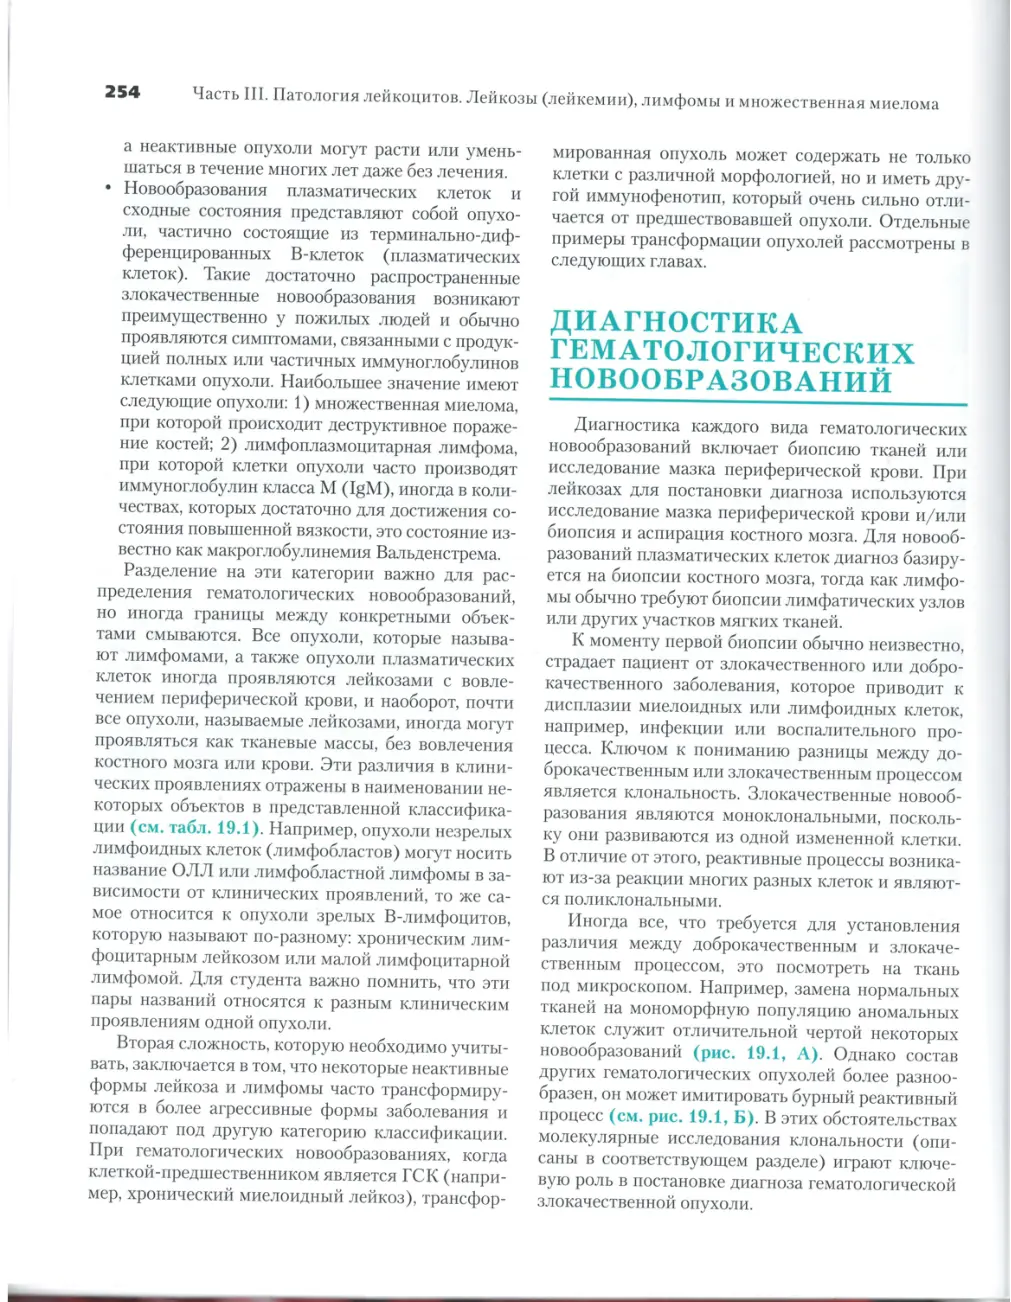 254
Часть III. Патология лейкоцитов. Лейкозы (лейкемии), лимфомы и множественная миелома
а неактивные опухоли могут расти или умень-
шаться в течение многих лет даже без лечения.
• Новообразования плазматических клеток и
сходные состояния представляют собой опухо-
ли, частично состоящие из терминально-диф-
ференцированных В-клеток (плазматических
клеток). Такие достаточно распространенные
злокачественные новообразования возникают
преимущественно у пожилых людей и обычно
проявляются симптомами, связанными с продук-
цией полных или частичных иммуноглобулинов
клетками опухоли. Наибольшее значение имеют
следующие опухоли: 1) множественная миелома,
при которой происходит деструктивное пораже-
ние костей; 2) лимфоплазмоцитарная лимфома,
при которой клетки опухоли часто производят
иммуноглобулин класса М (IgM), иногда в коли-
чествах, которых достаточно для достижения со-
стояния повышенной вязкости, это состояние из-
вестно как макроглобулинемия Вальденстрема.
Разделение на эти категории важно для рас-
пределения гематологических новообразований,
но иногда границы между конкретными объек-
тами смываются. Все опухоли, которые называ-
ют лимфомами, а также опухоли плазматических
клеток иногда проявляются лейкозами с вовле-
чением периферической крови, и наоборот, почти
все опухоли, называемые лейкозами, иногда могут
проявляться как тканевые массы, без вовлечения
костного мозга или крови. Эти различия в клини-
ческих проявлениях отражены в наименовании не-
которых объектов в представленной классифика-
ции (см. табл. 19.1). Например, опухоли незрелых
лимфоидных клеток (лимфобластов) могут носить
название ОЛЛ или лимфобластной лимфомы в за-
висимости от клинических проявлений, то же са-
мое относится к опухоли зрелых В-лимфоцитов,
которую называют по-разному: хроническим лим-
фоцитарным лейкозом или малой лимфоцитарной
лимфомой. Для студента важно помнить, что эти
пары названий относятся к разным клиническим
проявлениям одной опухоли.
Вторая сложность, которую необходимо учиты-
вать, заключается в том, что некоторые неактивные
формы лейкоза и лимфомы часто трансформиру-
ются в более агрессивные формы заболевания и
попадают под другую категорию классификации.
При гематологических новообразованиях, когда
клеткой-предшественником является ГСК (напри-
мер, хронический миелоидный лейкоз), трансфор-
мированная опухоль может содержать не только
клетки с различной морфологией, но и иметь дру-
гой иммунофенотип, который очень сильно отли-
чается от предшествовавшей опухоли. Отдельные
примеры трансформации опухолей рассмотрены в
следующих главах.
ДИАГНОСТИКА
ГЕМАТОЛОГИЧЕСКИХ
НОВООБРАЗОВАНИЙ
Диагностика каждого вида гематологических
новообразований включает биопсию тканей или
исследование мазка периферической крови. При
лейкозах для постановки диагноза используются
исследование мазка периферической крови и/или
биопсия и аспирация костного мозга. Для новооб-
разований плазматических клеток диагноз базиру-
ется на биопсии костного мозга, тогда как лимфо-
мы обычно требуют биопсии лимфатических узлов
или других участков мягких тканей.
К моменту первой биопсии обычно неизвестно,
страдает пациент от злокачественного или добро-
качественного заболевания, которое приводит к
дисплазии миелоидных или лимфоидных клеток,
например, инфекции или воспалительного про-
цесса. Ключом к пониманию разницы между до-
брокачественным или злокачественным процессом
является клональность. Злокачественные новооб-
разования являются моноклональными, посколь-
ку они развиваются из одной измененной клетки.
В отличие от этого, реактивные процессы возника-
ют из-за реакции многих разных клеток и являют-
ся поликлональными.
Иногда все, что требуется для установления
различия между доброкачественным и злокаче-
ственным процессом, это посмотреть на ткань
под микроскопом. Например, замена нормальных
тканей на мономорфную популяцию аномальных
клеток служит отличительной чертой некоторых
новообразований (рис. 19.1, А). Однако состав
других гематологических опухолей более разноо-
бразен, он может имитировать бурный реактивный
процесс (см. рис. 19.1, Б). В этих обстоятельствах
молекулярные исследования клональности (опи-
саны в соответствующем разделе) играют ключе-
вую роль в постановке диагноза гематологической
злокачественной опухоли.